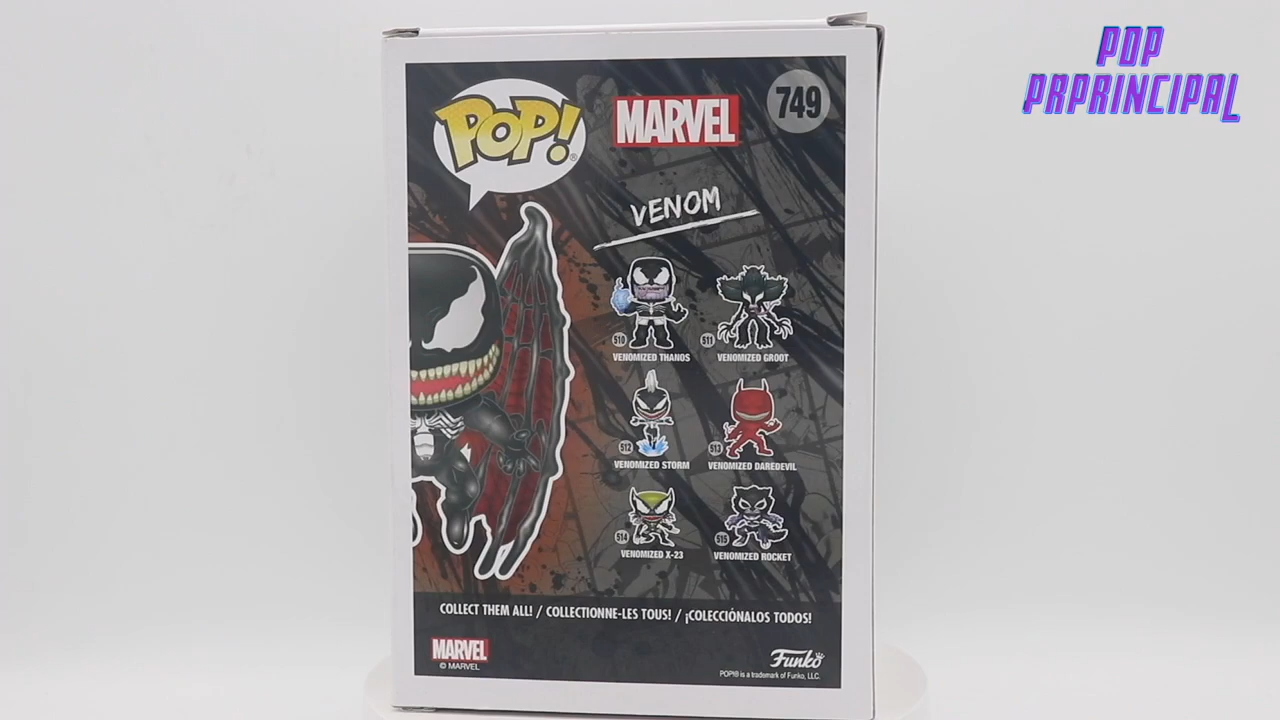 POP
PRPRINCIPAL
POP!®
MARVEL
749
VENOM
510
VENOMIZED THANOS
511
VENOMIZED GROOT
512
VENOMIZED STORM
513
VENOMIZED DAREDEVIL
514
VENOMIZED X-23
515
VENOMIZED ROCKET
COLLECT THEM ALL! / COLLECTIONNE-LES TOUS! / ¡COLECCIÓNALOS TODOS!
MARVEL
© MARVEL
Funko
POP!® is a trademark of Funko, LLC.